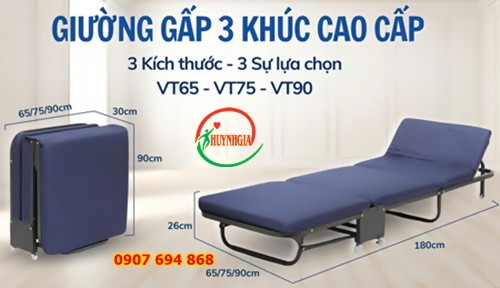 GIƯỜNG GẤP 3 KHÚC CAO CẤP
3 Kích thước - 3 Sự lựa chọn
VT65 - VT75 - VT90
65/75/90cm
30cm
90cm
HUYNHGIA
26cm
65/75/90cm
180cm
0907 694 868